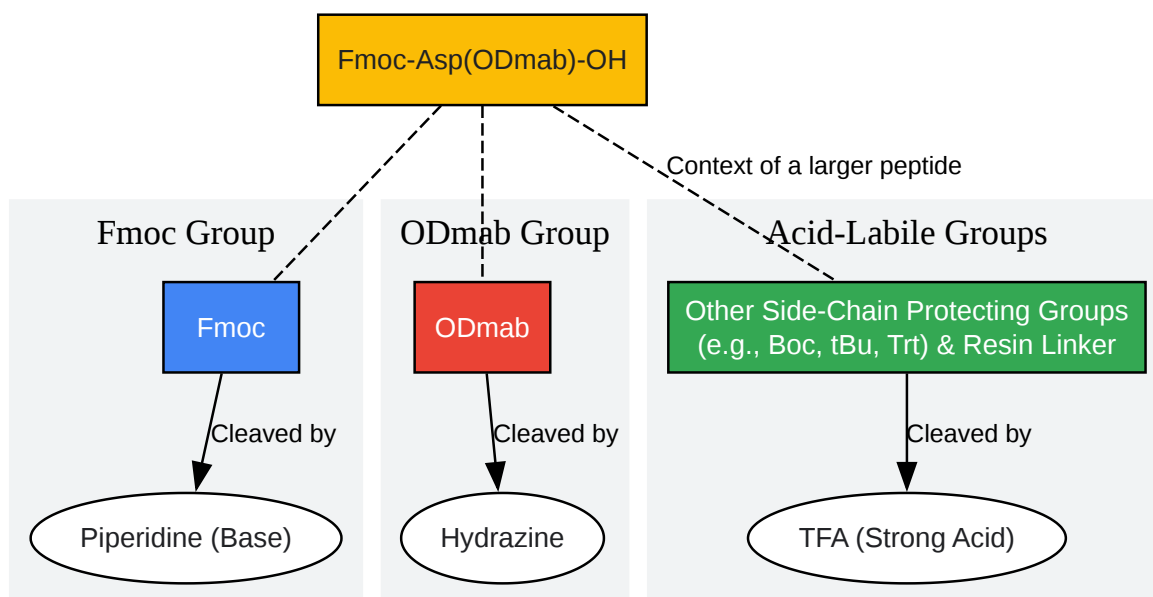 Fmoc-Asp(ODmab)-OH
Context of a larger peptide
Fmoc Group
ODmab Group
Acid-Labile Groups
Fmoc
ODmab
Other Side-Chain Protecting Groups
(e.g., Boc, tBu, Trt) & Resin Linker
Cleaved by
Cleaved by
Cleaved by
Piperidine (Base)
Hydrazine
TFA (Strong Acid)